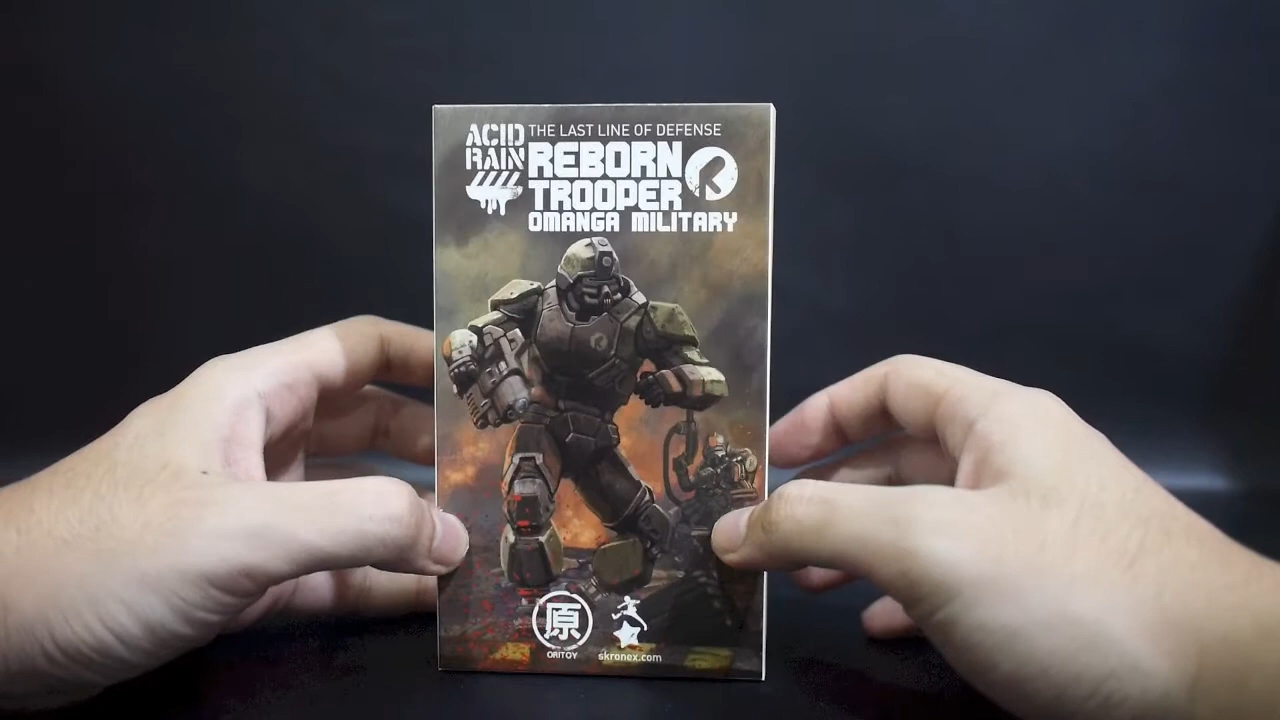 ACID
RAIN
THE LAST LINE OF DEFENSE
REBORN
TROOPER
OMANGA MILITARY
原
ORITOY
skronex.com